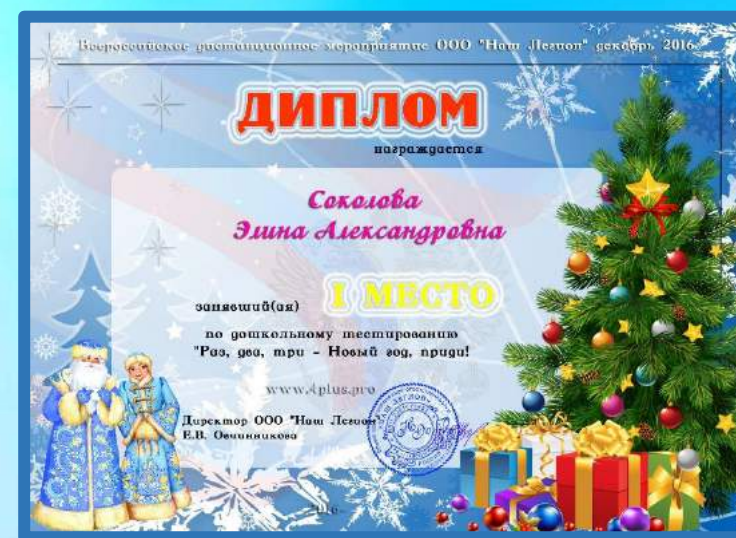 Всероссийское дистанционное мероприятие ООО "Наш Легион" декабрь 2016
ДИПЛОМ
награждается
Соколова
Элина Александровна
занявший(ая) I МЕСТО
по дошкольному тестированию
"Раз, два, три - Новый год, приди!
www.4plus.pro
Директор ООО "Наш Легион"
Е.В. Овчинникова
2016